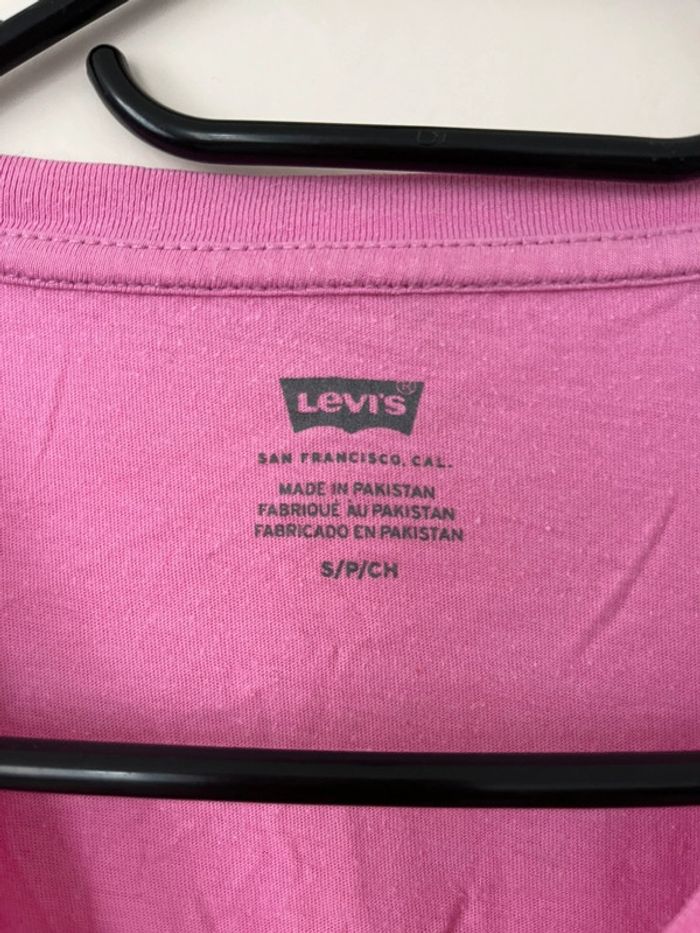 Levi's®
SAN FRANCISCO, CAL.
MADE IN PAKISTAN
FABRIQUÉ AU PAKISTAN
FABRICADO EN PAKISTAN
S/P/CH